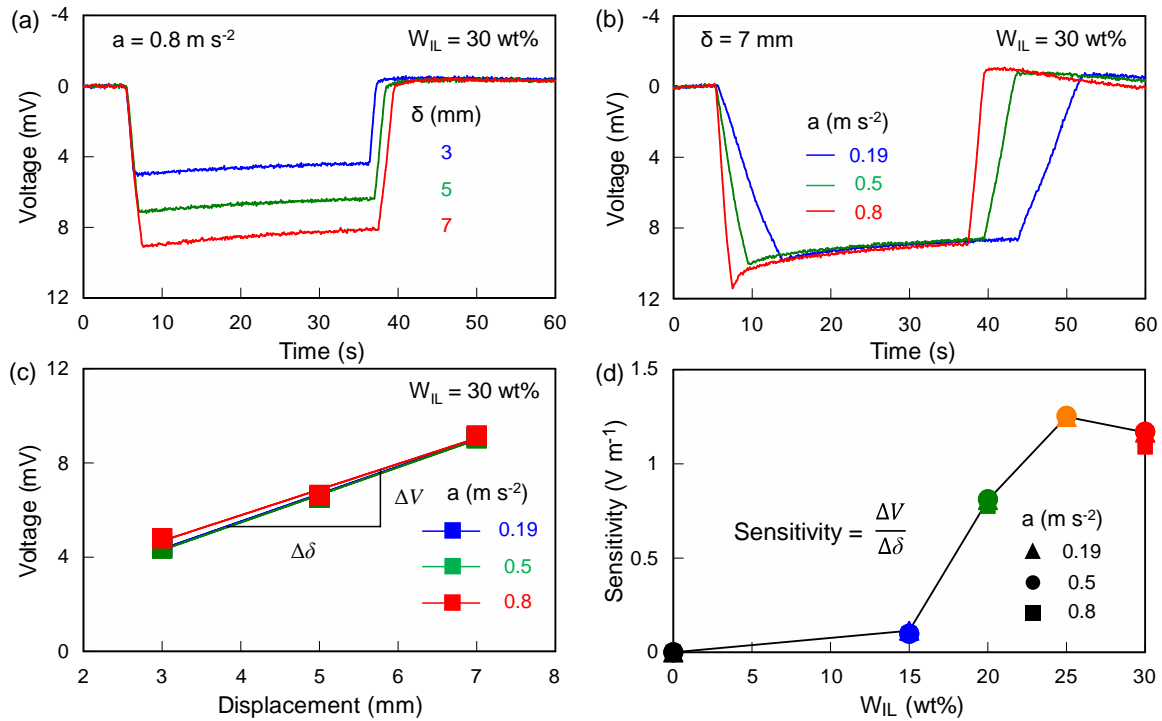 (a)
a = 0.8 m s-2
W_IL = 30 wt%
-4
0
4
8
12
Voltage (mV)
δ (mm)
3
5
7
0 10 20 30 40 50 60
Time (s)
(b)
δ = 7 mm
W_IL = 30 wt%
-4
0
4
8
12
Voltage (mV)
a (m s-2)
0.19
0.5
0.8
0 10 20 30 40 50 60
Time (s)
(c)
W_IL = 30 wt%
12
8
4
0
Voltage (mV)
ΔV
Δδ
a (m s-2)
0.19
0.5
0.8
2 3 4 5 6 7 8
Displacement (mm)
(d)
1.5
1
0.5
0
Sensitivity (V m-1)
Sensitivity = ΔV/Δδ
a (m s-2)
0.19
0.5
0.8
0 5 10 15 20 25 30
W_IL (wt%)